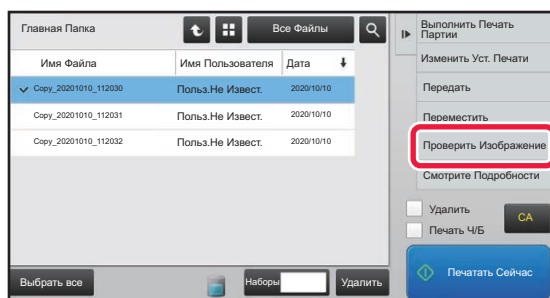 Главная Папка
Все Файлы
Имя Файла
Имя Пользователя
Дата
Copy_20201010_112030
Польз.Не Извест.
2020/10/10
Copy_20201010_112031
Польз.Не Извест.
2020/10/10
Copy_20201010_112032
Польз.Не Извест.
2020/10/10
Выбрать все
Наборы
Удалить
Выполнить Печать
Партии
Изменить Уст. Печати
Передать
Переместить
Проверить Изображение
Смотрите Подробности
Удалить
Печать Ч/Б
CA
Печатать Сейчас